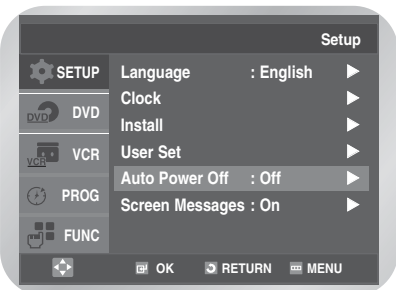 Setup
SETUP
Language : English
Clock
DVD DVD
Install
VCR VCR
User Set
Auto Power Off : Off
PROG
Screen Messages : On
FUNC
OK RETURN MENU